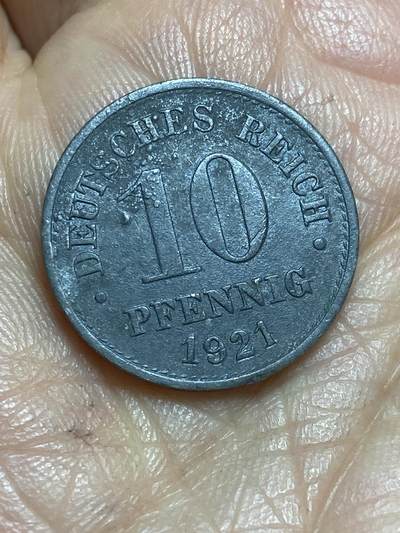 DEUTSCHES REICH
10
PFENNIG
1921